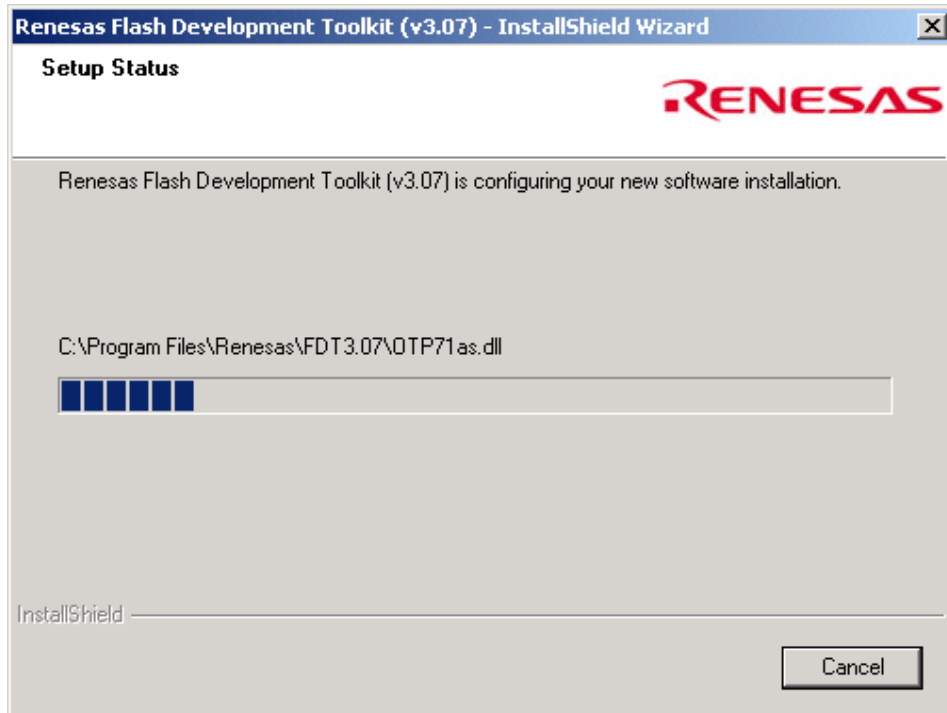 Renesas Flash Development Toolkit (v3.07) - InstallShield Wizard
Setup Status
RENESAS
Renesas Flash Development Toolkit (v3.07) is configuring your new software installation.
C:\Program Files\Renesas\FDT3.07\OTP71as.dll
InstallShield
Cancel